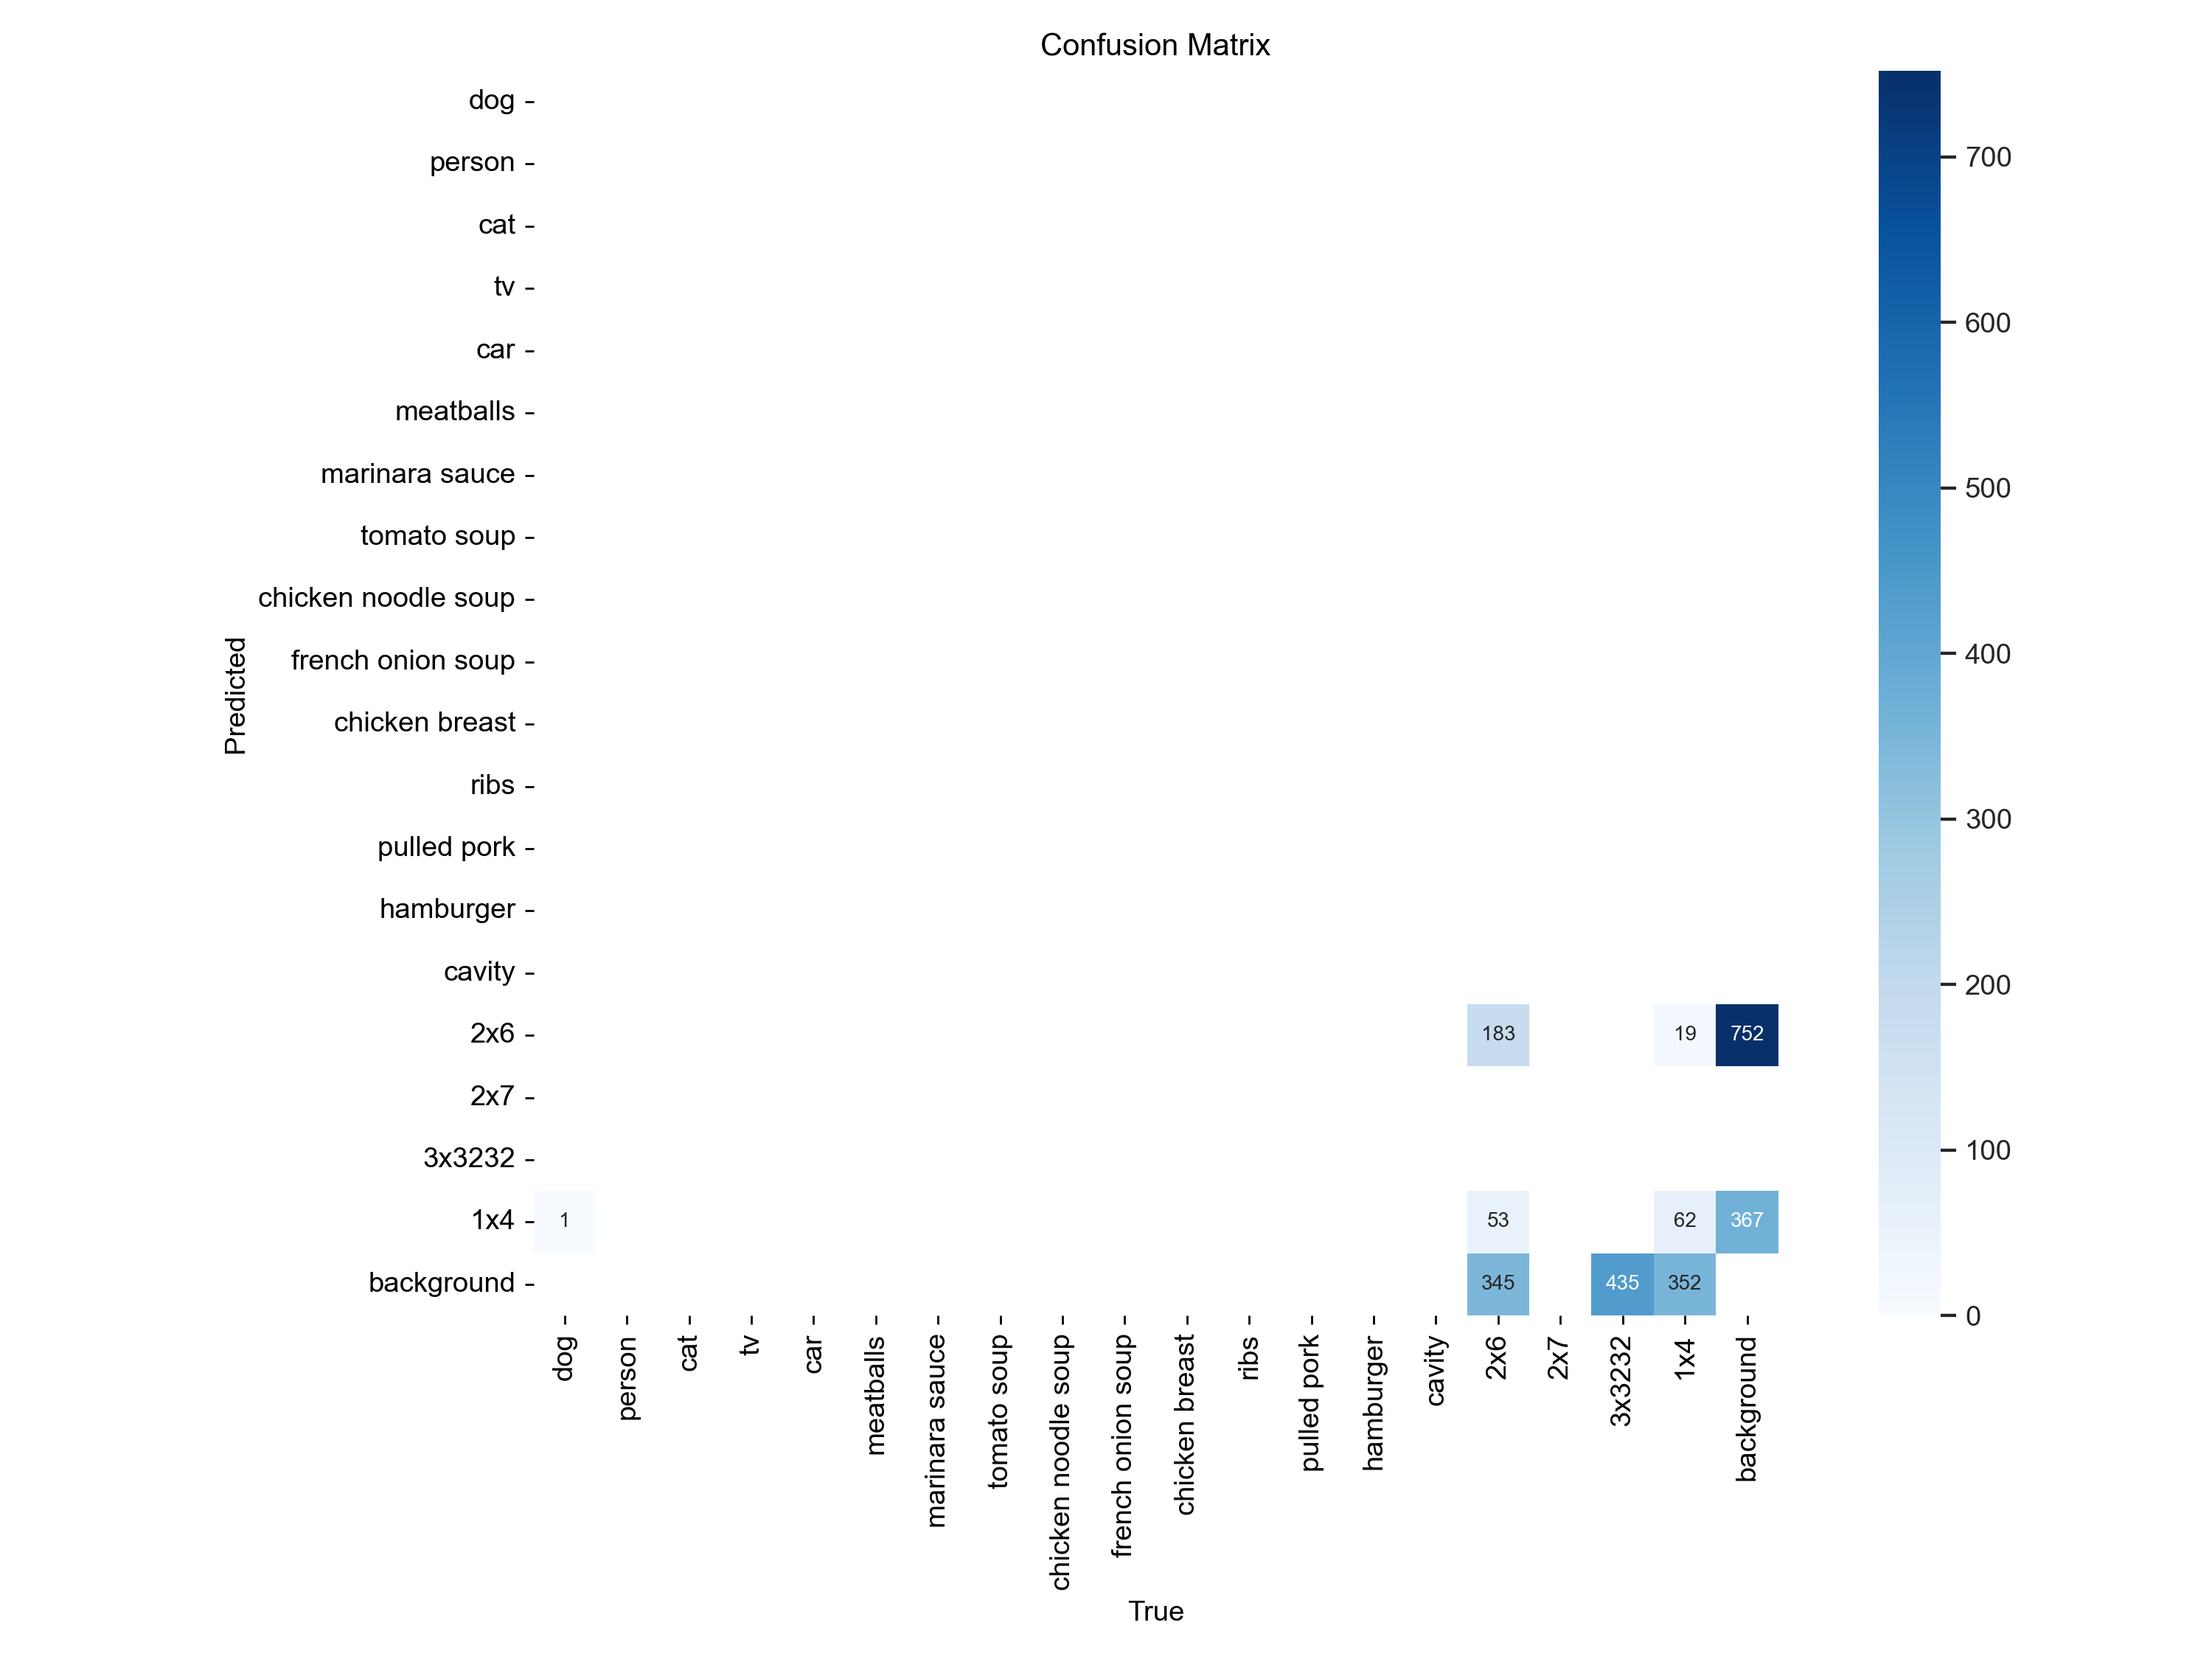 Confusion Matrix
dog
person
cat
tv
car
meatballs
marinara sauce
tomato soup
chicken noodle soup
french onion soup
chicken breast
ribs
pulled pork
hamburger
cavity
2x6
2x7
3x3232
1x4
background
Predicted
183 19 752
1 53 62 367
345 435 352
dog
person
cat
tv
car
meatballs
marinara sauce
tomato soup
chicken noodle soup
french onion soup
chicken breast
ribs
pulled pork
hamburger
cavity
2x6
2x7
3x3232
1x4
background
True
700
600
500
400
300
200
100
0